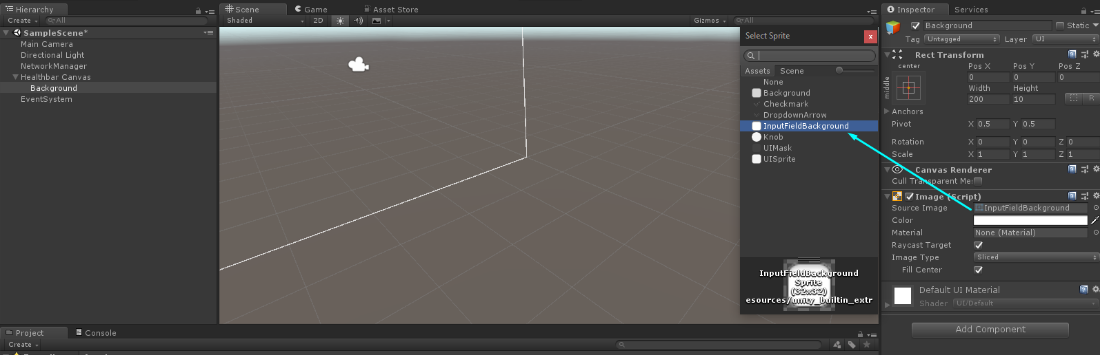 Hierarchy
Create
All
SampleScene*
Main Camera
Directional Light
NetworkManager
Healthbar Canvas
Background
EventSystem
Scene
Game
Asset Store
Shaded
2D
Gizmos
All
Select Sprite
x
Assets
Scene
None
Background
Checkmark
DropdownArrow
InputFieldBackground
Knob
UIMask
UISprite
InputFieldBackground
Sprite
(32x32)
esources/unity_builtin_extr
Inspector
Services
Background
Static
Tag
Untagged
Layer
UI
Rect Transform
center
middle
Pos X
Pos Y
Pos Z
0
0
0
Width
Height
200
10
R
Anchors
Pivot
X 0.5
Y 0.5
Rotation
X 0
Y 0
Z 0
Scale
X 1
Y 1
Z 1
Canvas Renderer
Cull Transparent Me
Image (Script)
Source Image
InputFieldBackground
Color
Material
None (Material)
Raycast Target
Image Type
Sliced
Fill Center
Default UI Material
Shader
UI/Default
Add Component
Project
Console
Create